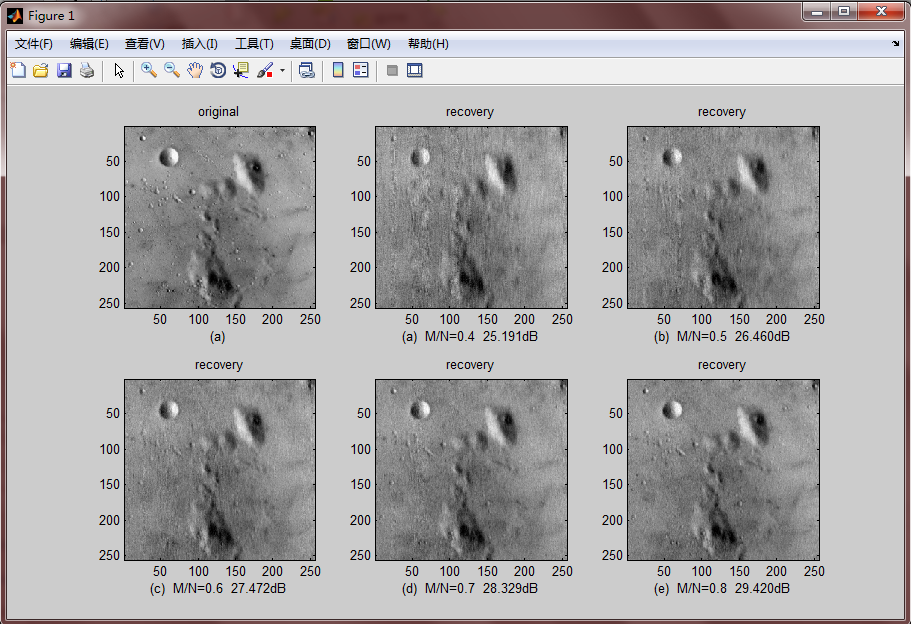 Figure 1
文件(F) 编辑(E) 查看(V) 插入(I) 工具(T) 桌面(D) 窗口(W) 帮助(H)
original
50
100
150
200
250
50 100 150 200 250
(a)
recovery
50
100
150
200
250
50 100 150 200 250
(a) M/N=0.4 25.191dB
recovery
50
100
150
200
250
50 100 150 200 250
(b) M/N=0.5 26.460dB
recovery
50
100
150
200
250
50 100 150 200 250
(c) M/N=0.6 27.472dB
recovery
50
100
150
200
250
50 100 150 200 250
(d) M/N=0.7 28.329dB
recovery
50
100
150
200
250
50 100 150 200 250
(e) M/N=0.8 29.420dB